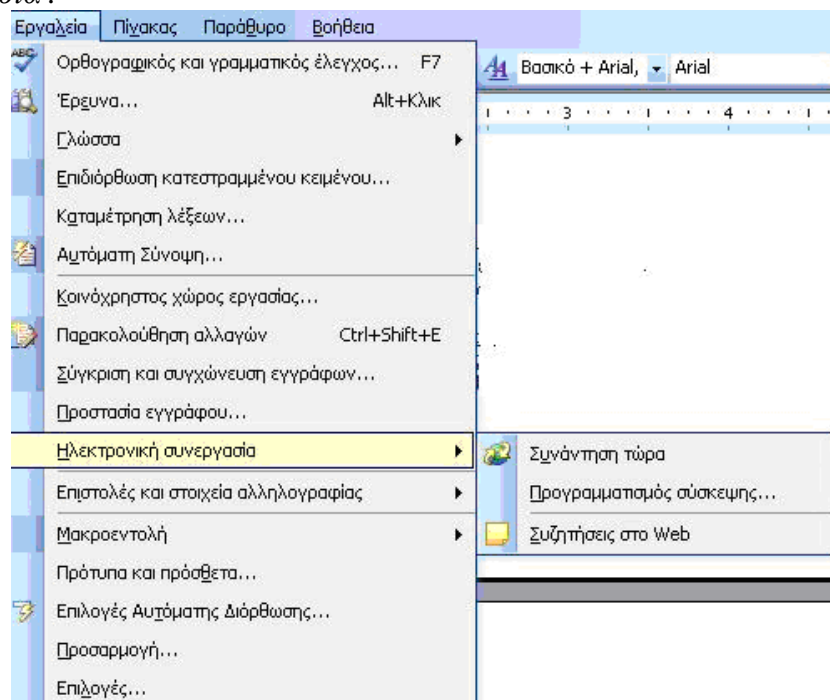 Εργαλεία Πίνακας Παράθυρο Βοήθεια
ABC Ορθογραφικός και γραμματικός έλεγχος... F7
Βασικό + Arial, Arial
Έρευνα... Alt+Κλικ
3 4
Γλώσσα
Επιδιόρθωση κατεστραμμένου κειμένου...
Καταμέτρηση λέξεων...
Αυτόματη Σύνοψη...
Κοινόχρηστος χώρος εργασίας...
Παρακολούθηση αλλαγών Ctrl+Shift+E
Σύγκριση και συγχώνευση εγγράφων...
Προστασία εγγράφου...
Ηλεκτρονική συνεργασία
Συνάντηση τώρα
Επιστολές και στοιχεία αλληλογραφίας
Προγραμματισμός σύσκεψης...
Μακροεντολή
Συζητήσεις στο Web
Πρότυπα και πρόσθετα...
Επιλογές Αυτόματης Διόρθωσης...
Προσαρμογή...
Επιλογές...